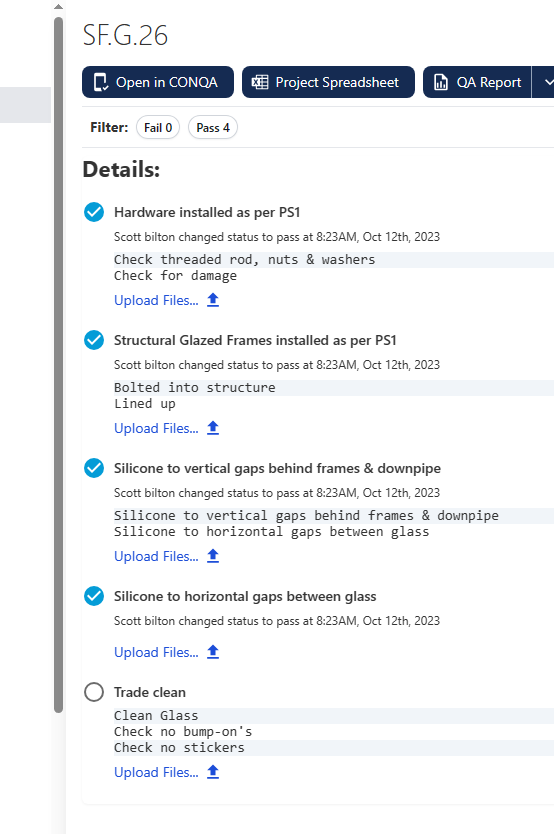 SF.G.26
Open in CONQA
Project Spreadsheet
QA Report
Filter:
Fail 0
Pass 4
Details:
Hardware installed as per PS1
Scott bilton changed status to pass at 8:23AM, Oct 12th, 2023
Check threaded rod, nuts & washers
Check for damage
Upload Files...
Structural Glazed Frames installed as per PS1
Scott bilton changed status to pass at 8:23AM, Oct 12th, 2023
Bolted into structure
Lined up
Upload Files...
Silicone to vertical gaps behind frames & downpipe
Scott bilton changed status to pass at 8:23AM, Oct 12th, 2023
Silicone to vertical gaps behind frames & downpipe
Silicone to horizontal gaps between glass
Upload Files...
Silicone to horizontal gaps between glass
Scott bilton changed status to pass at 8:23AM, Oct 12th, 2023
Upload Files...
Trade clean
Clean Glass
Check no bump-on's
Check no stickers
Upload Files...